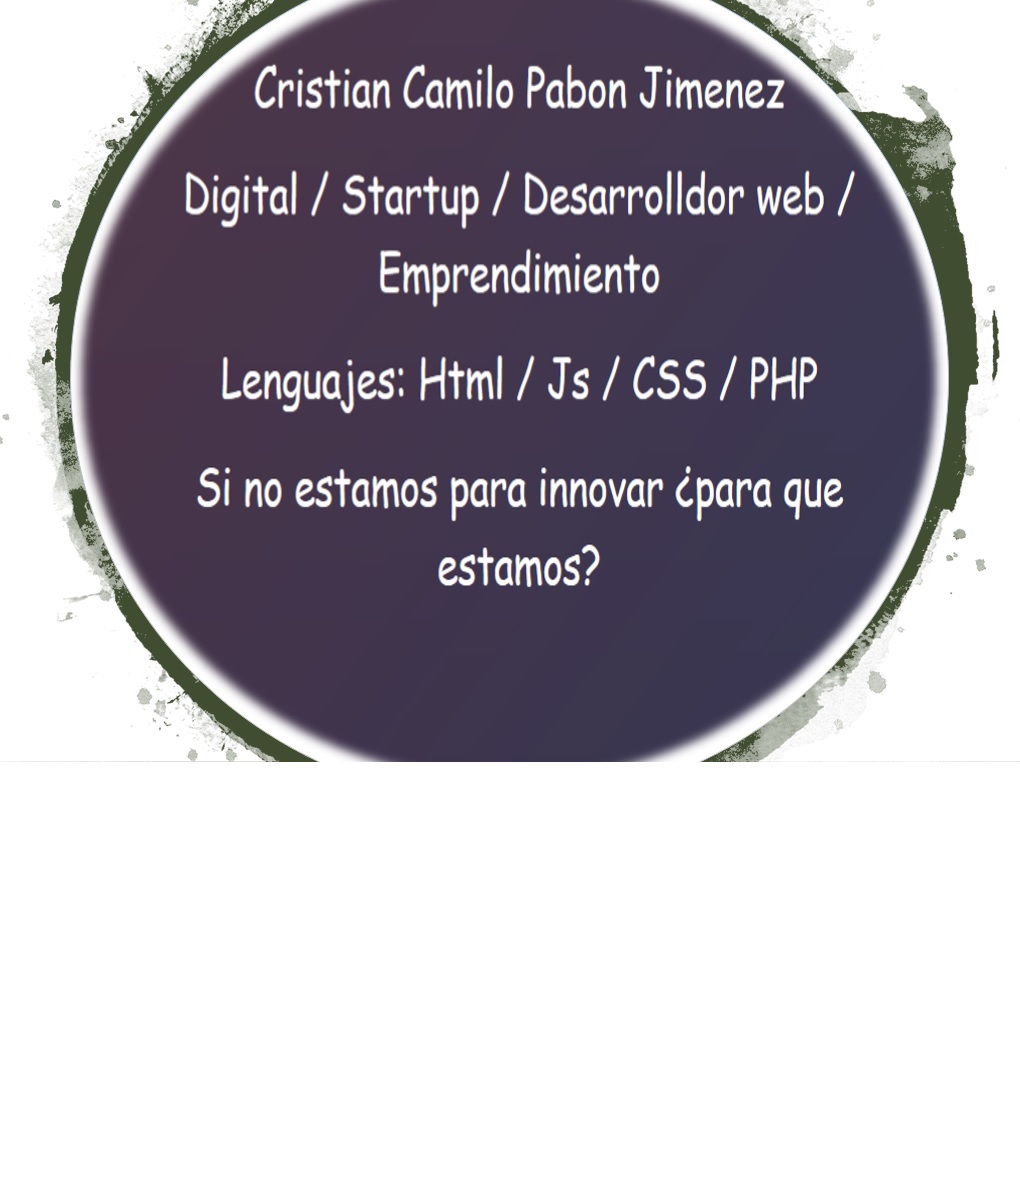 Cristian Camilo Pabon Jimenez
Digital / Startup / Desarrolldor web /
Emprendimiento
Lenguajes: Html / Js / CSS / PHP
Si no estamos para innovar ¿para que
estamos?